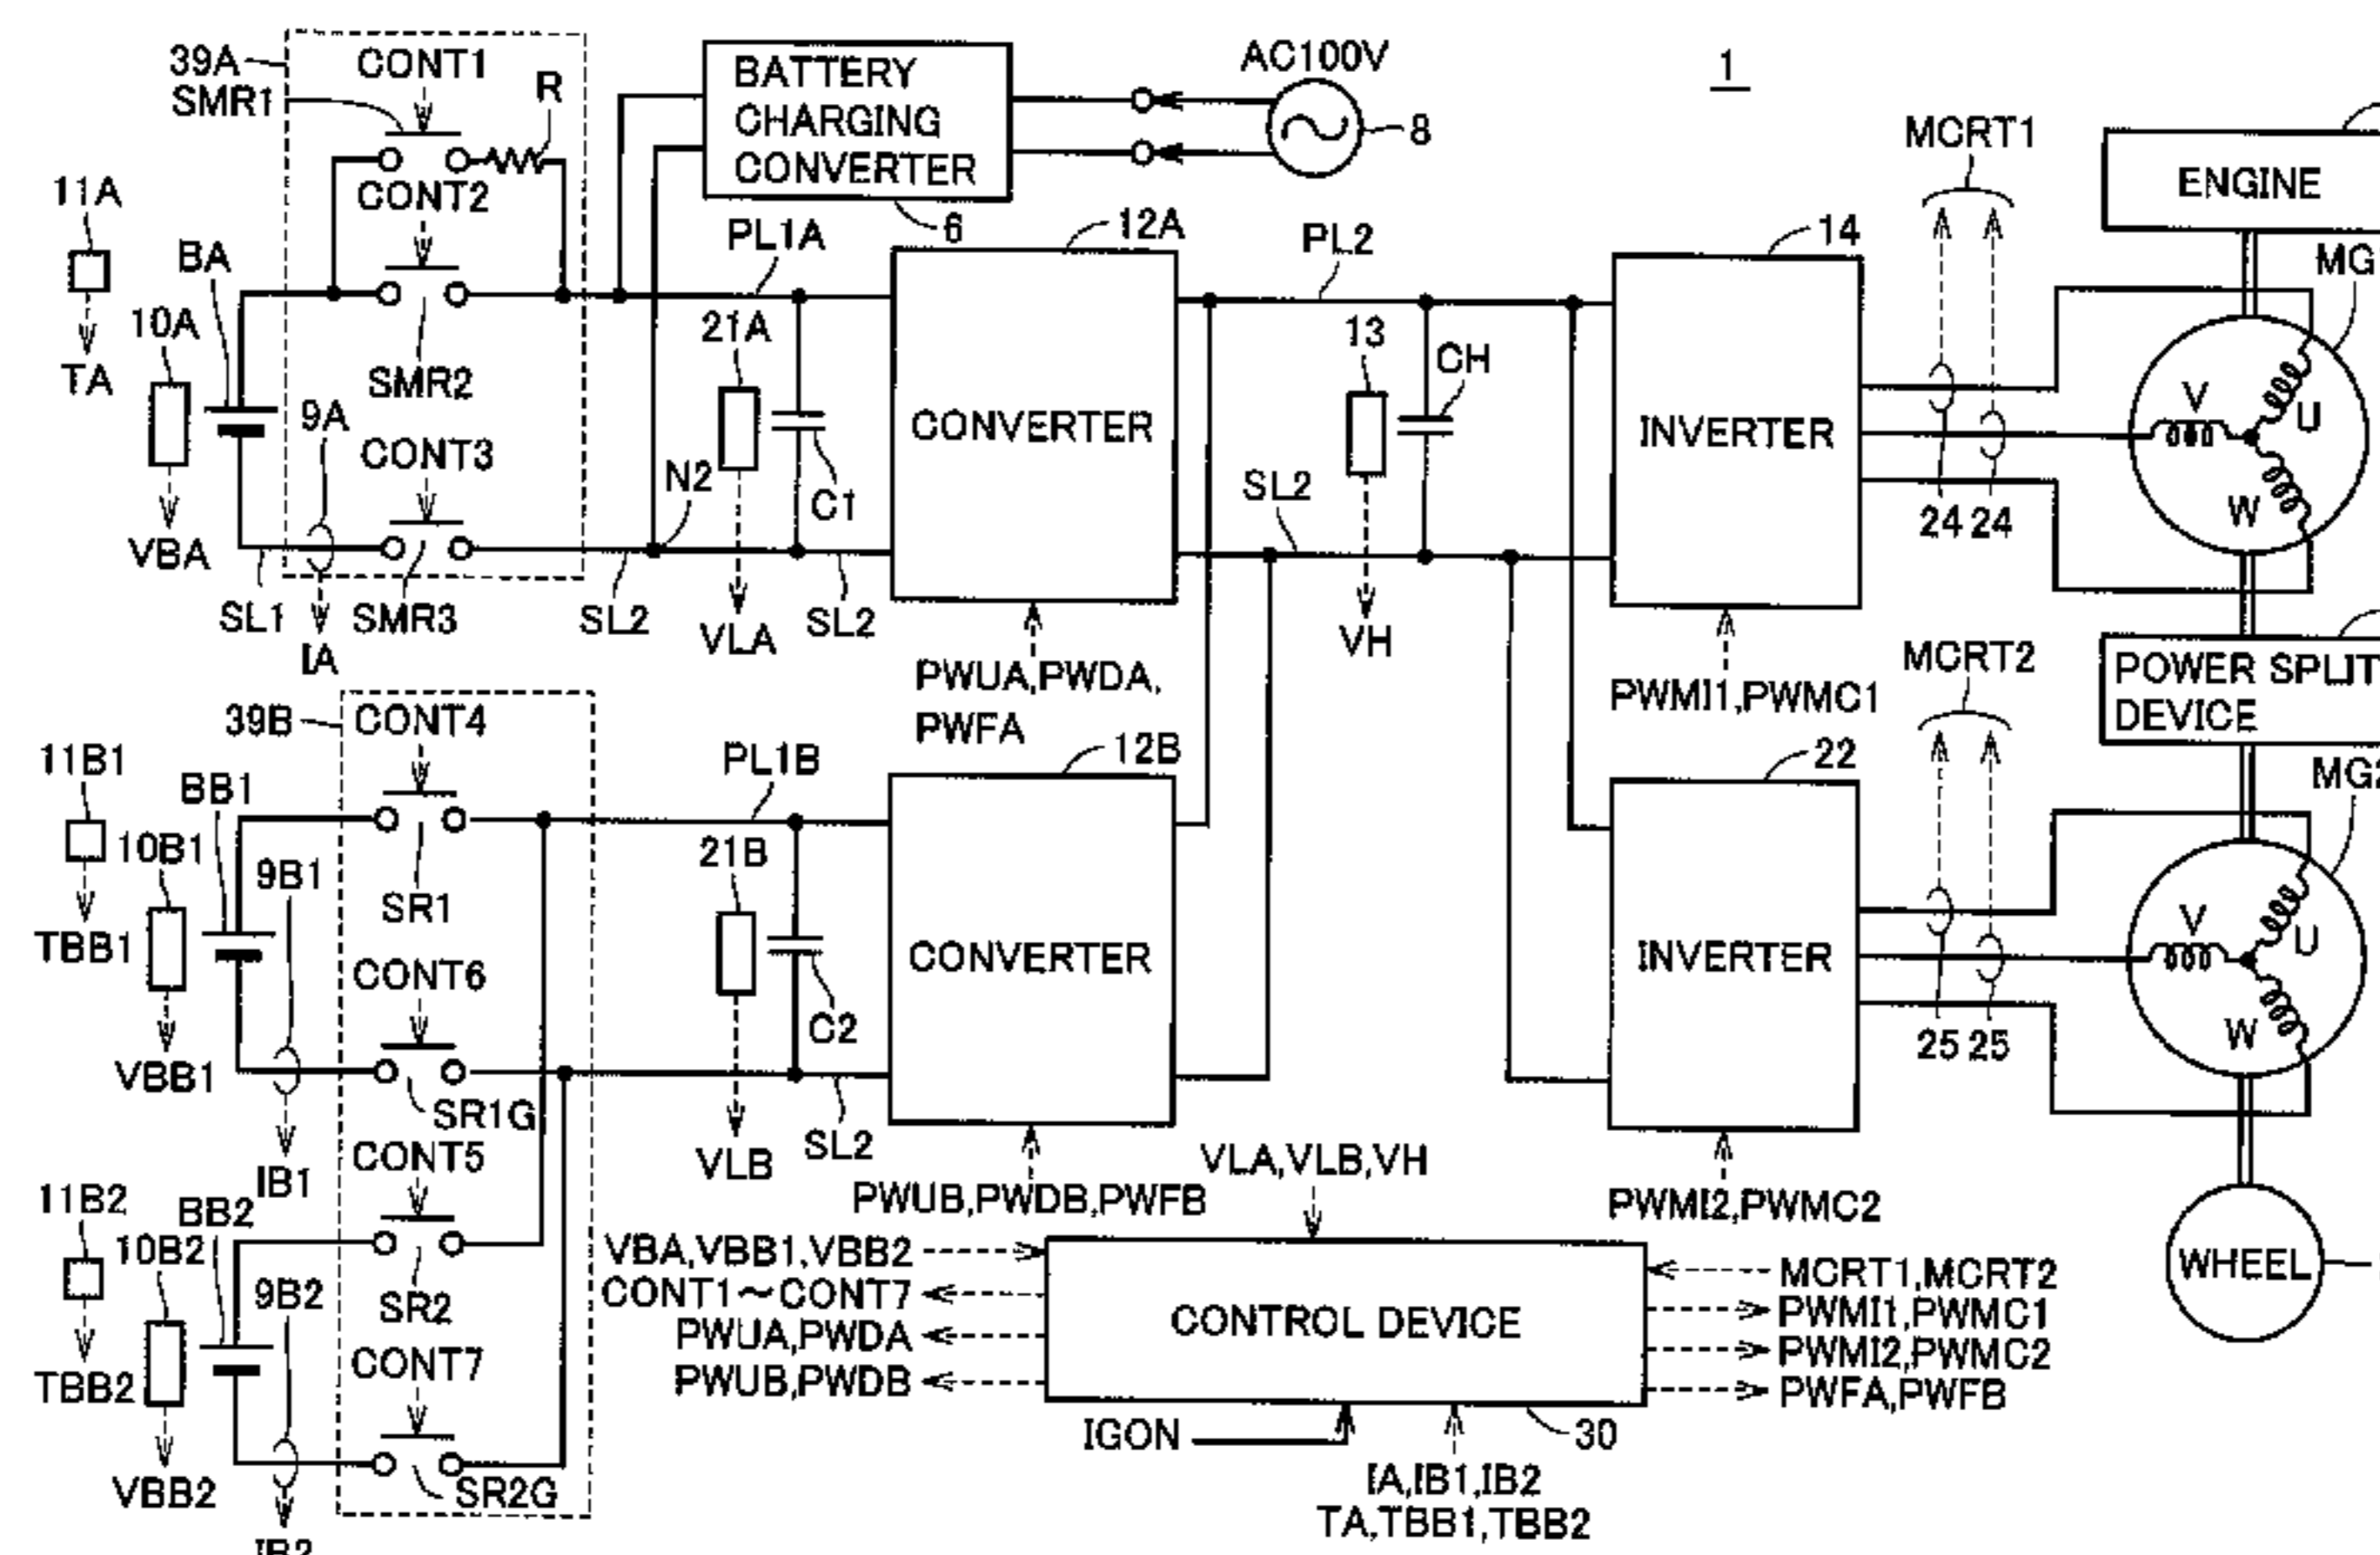 39A
CONT1
SMR1
R
BATTERY
CHARGING
CONVERTER
6
AC100V
8
1
MCRT1
ENGINE
11A
TA
BA
10A
VBA
CONT2
SMR2
9A
CONT3
SL1
IA
SMR3
PL1A
21A
VLA
N2
SL2
C1
SL2
12A
CONVERTER
PWUA,PWDA,
PWFA
PL2
13
CH
SL2
VH
14
INVERTER
PWMI1,PWMC1
24 24
V
U
W
POWER SPLIT
DEVICE
39B
CONT4
11B1
TBB1
BB1
10B1
VBB1
9B1
IB1
SR1
CONT6
SR1G
PL1B
21B
VLB
C2
SL2
12B
CONVERTER
PWUB,PWDB,PWFB
22
INVERTER
PWMI2,PWMC2
MCRT2
25 25
V
U
W
WHEEL
11B2
TBB2
BB2
10B2
VBB2
9B2
CONT5
SR2
CONT7
SR2G
VLA,VLB,VH
VBA,VBB1,VBB2
CONT1~CONT7
PWUA,PWDA
PWUB,PWDB
CONTROL DEVICE
30
MCRT1,MCRT2
PWMI1,PWMC1
PWMI2,PWMC2
PWFA,PWFB
IGON
IA,IB1,IB2
TA,TBB1,TBB2